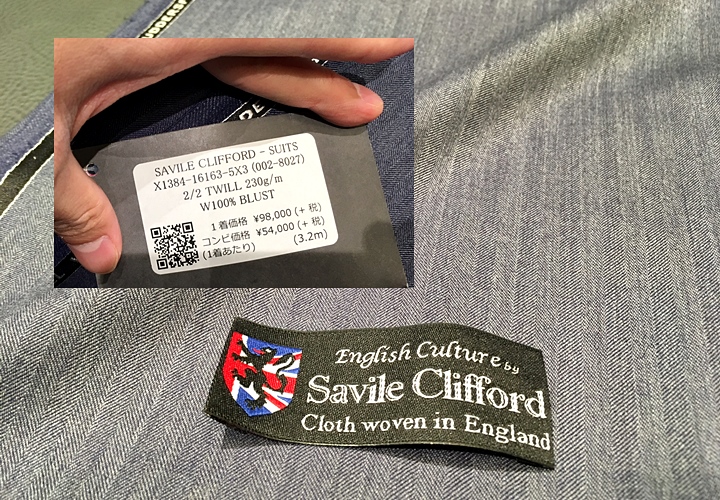 SAVILE CLIFFORD - SUITS
X1384-16163-5X3 (002-8027)
2/2 TWILL 230g/m
W100% BLUST
1着価格 ¥98,000 (+ 税)
コンビ価格 ¥54,000 (+ 税)
(1着あたり) (3.2m)
English Culture by
Savile Clifford
Cloth woven in England